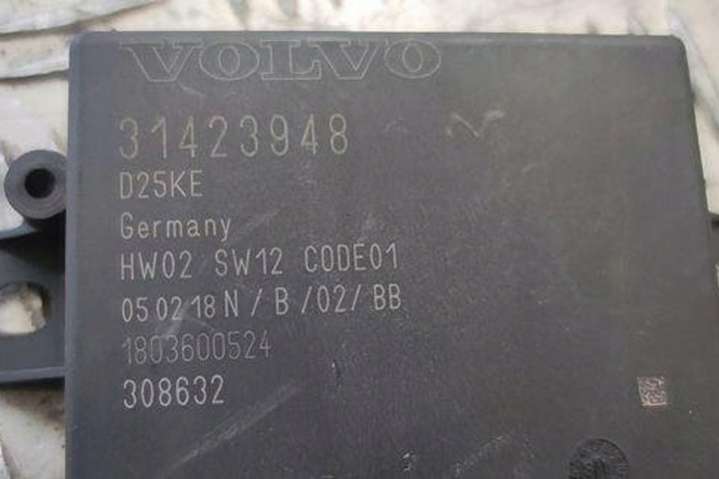 VOLVO
31423948
D25KE
Germany
HW02 SW12 CODE01
05 02 18 N / B / 02 / BB
1803600524
308632